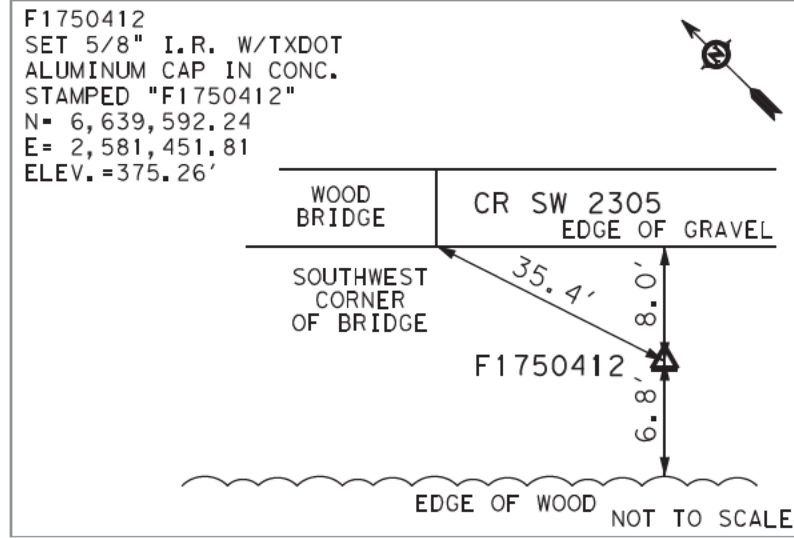 F1750412
SET 5/8" I.R. W/TXDOT
ALUMINUM CAP IN CONC.
STAMPED "F1750412"
N= 6,639,592.24
E= 2,581,451.81
ELEV.=375.26'
N
WOOD
BRIDGE
CR SW 2305
EDGE OF GRAVEL
SOUTHWEST
CORNER
OF BRIDGE
35.4'
8.0'
F1750412
6.8'
EDGE OF WOOD
NOT TO SCALE